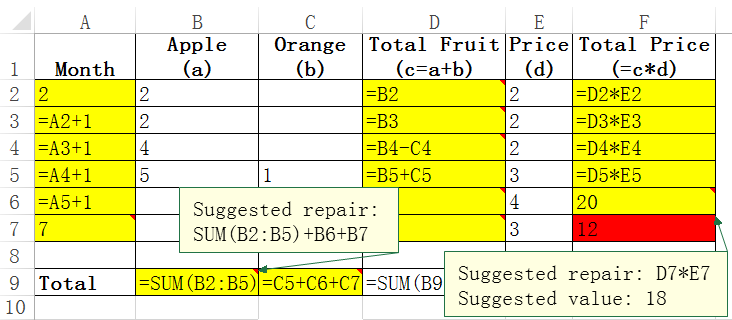 A B C D E F
Apple Orange Total Fruit Price Total Price
1 Month (a) (b) (c=a+b) (d) (=c*d)
2 2 2 =B2 2 =D2*E2
3 =A2+1 2 =B3 2 =D3*E3
4 =A3+1 4 =B4-C4 2 =D4*E4
5 =A4+1 5 1 =B5+C5 3 =D5*E5
6 =A5+1 4 20
7 7 3 12
Suggested repair:
SUM(B2:B5)+B6+B7
8
9 Total =SUM(B2:B5) =C5+C6+C7 =SUM(B9
Suggested repair: D7*E7
Suggested value: 18
10